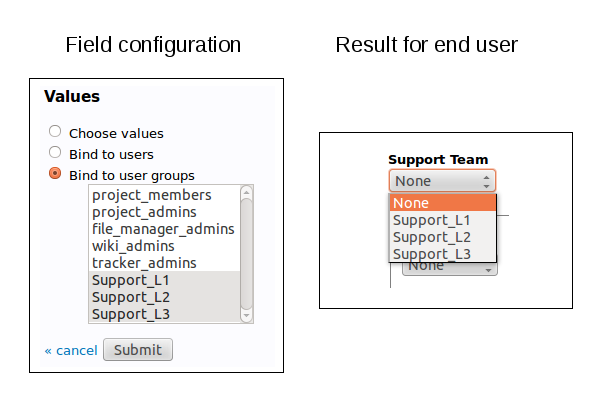 Field configuration
Result for end user
Values
Choose values
Bind to users
Bind to user groups
project_members
project_admins
file_manager_admins
wiki_admins
tracker_admins
Support_L1
Support_L2
Support_L3
« cancel
Submit
Support Team
None
None
Support_L1
Support_L2
Support_L3
None